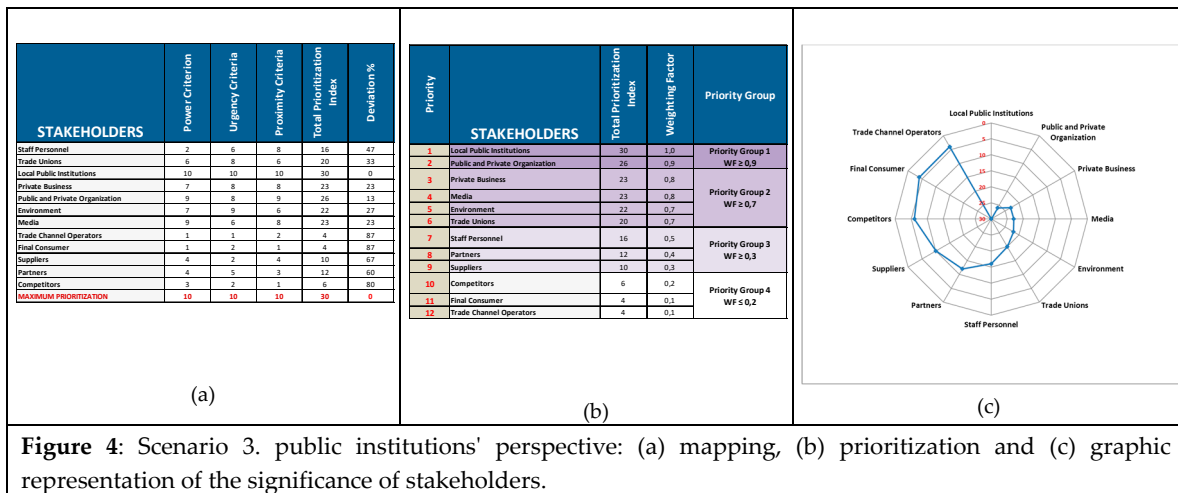 STAKEHOLDERS Power Criterion Urgency Criteria Proximity Criteria Total Prioritization Index Deviation %
Staff Personnel 2 6 8 16 47
Trade Unions 6 8 6 20 33
Local Public Institutions 10 10 10 30 0
Private Business 7 8 8 23 23
Public and Private Organization 9 8 9 26 13
Environment 7 9 6 22 27
Media 9 6 8 23 23
Trade Channel Operators 1 1 2 4 87
Final Consumer 1 2 1 4 87
Suppliers 4 2 4 10 67
Partners 4 5 3 12 60
Competitors 3 2 1 6 80
MAXIMUM PRIORITIZATION 10 10 10 30 0
(a)
Priority STAKEHOLDERS Total Prioritization Index Weighting Factor Priority Group
1 Local Public Institutions 30 1,0 Priority Group 1
2 Public and Private Organization 26 0,9 WF ≥ 0,9
3 Private Business 23 0,8
4 Media 23 0,8 Priority Group 2
5 Environment 22 0,7 WF ≥ 0,7
6 Trade Unions 20 0,7
7 Staff Personnel 16 0,5 Priority Group 3
8 Partners 12 0,4 WF ≥ 0,3
9 Suppliers 10 0,3
10 Competitors 6 0,2 Priority Group 4
11 Final Consumer 4 0,1 WF ≤ 0,2
12 Trade Channel Operators 4 0,1
(b)
Local Public Institutions
Public and Private
Organization
Private Business
Media
Environment
Trade Unions
Staff Personnel
Partners
Suppliers
Competitors
Final Consumer
Trade Channel Operators
0
5
10
15
20
25
30
(c)
Figure 4: Scenario 3. public institutions' perspective: (a) mapping, (b) prioritization and (c) graphic
representation of the significance of stakeholders.